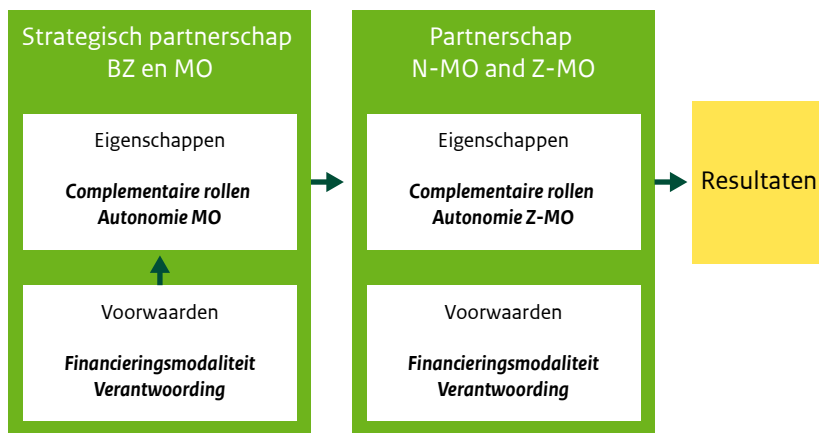 Strategisch partnerschap
BZ en MO
Eigenschappen
Complementaire rollen
Autonomie MO
Voorwaarden
Financieringsmodaliteit
Verantwoording
Partnerschap
N-MO and Z-MO
Eigenschappen
Complementaire rollen
Autonomie Z-MO
Voorwaarden
Financieringsmodaliteit
Verantwoording
Resultaten